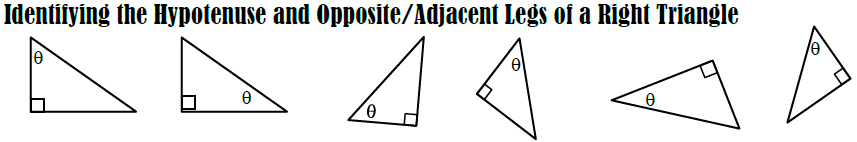 Identifying the Hypotenuse and Opposite/Adjacent Legs of a Right Triangle
θ θ θ θ θ θ